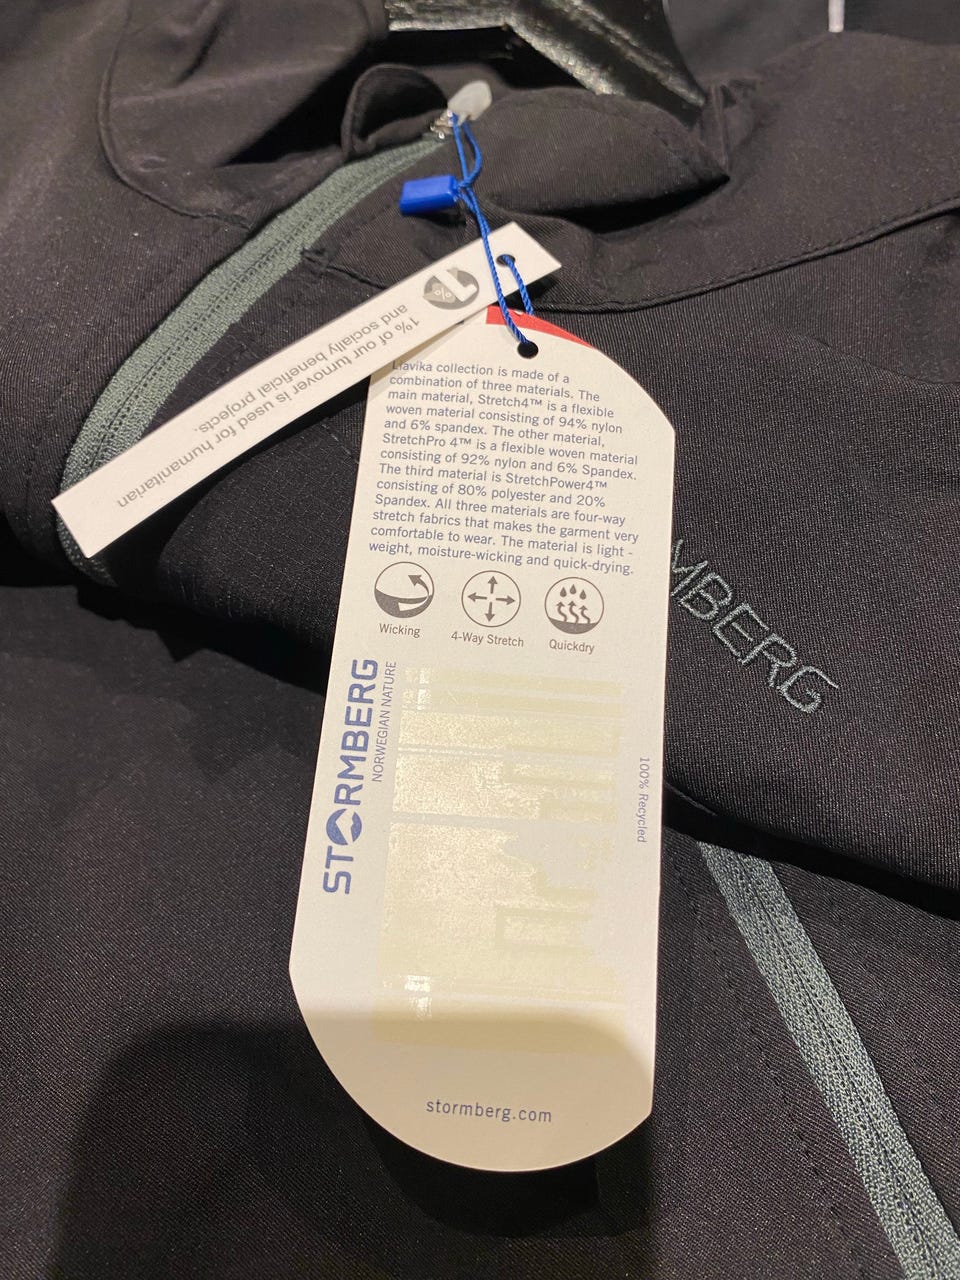 1%
1% of our turnover is used for humanitarian
and socially beneficial projects.
collection is made of a
combination of three materials. The
main material, Stretch4™ is a flexible
woven material consisting of 94% nylon
and 6% spandex. The other material,
StretchPro 4™ is a flexible woven material
consisting of 92% nylon and 6% Spandex.
The third material is StretchPower4™
consisting of 80% polyester and 20%
Spandex. All three materials are four-way
stretch fabrics that makes the garment very
comfortable to wear. The material is light -
weight, moisture-wicking and quick-drying.
Wicking
4-Way Stretch
Quickdry
STORMBERG
NORWEGIAN NATURE
100% Recycled
stormberg.com
MBERG